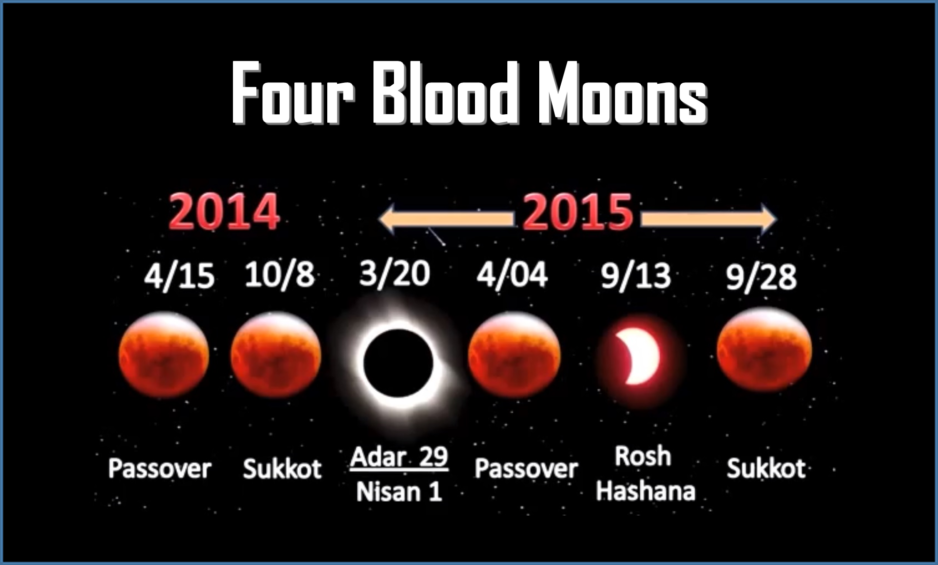 Four Blood Moons
2014 2015
4/15 10/8 3/20 4/04 9/13 9/28
Passover Sukkot Adar 29 Passover Rosh Sukkot
Nisan 1 Hashana